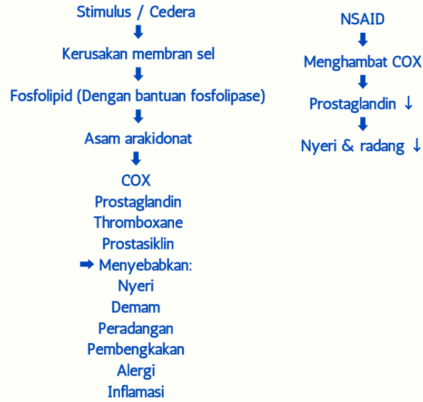 Stimulus / Cedera
⬇
Kerusakan membran sel
⬇
Fosfolipid (Dengan bantuan fosfolipase)
⬇
Asam arakidonat
⬇
COX
Prostaglandin
Thromboxane
Prostasiklin
➡ Menyebabkan:
Nyeri
Demam
Peradangan
Pembengkakan
Alergi
Inflamasi
NSAID
⬇
Menghambat COX
⬇
Prostaglandin ↓
⬇
Nyeri & radang ↓